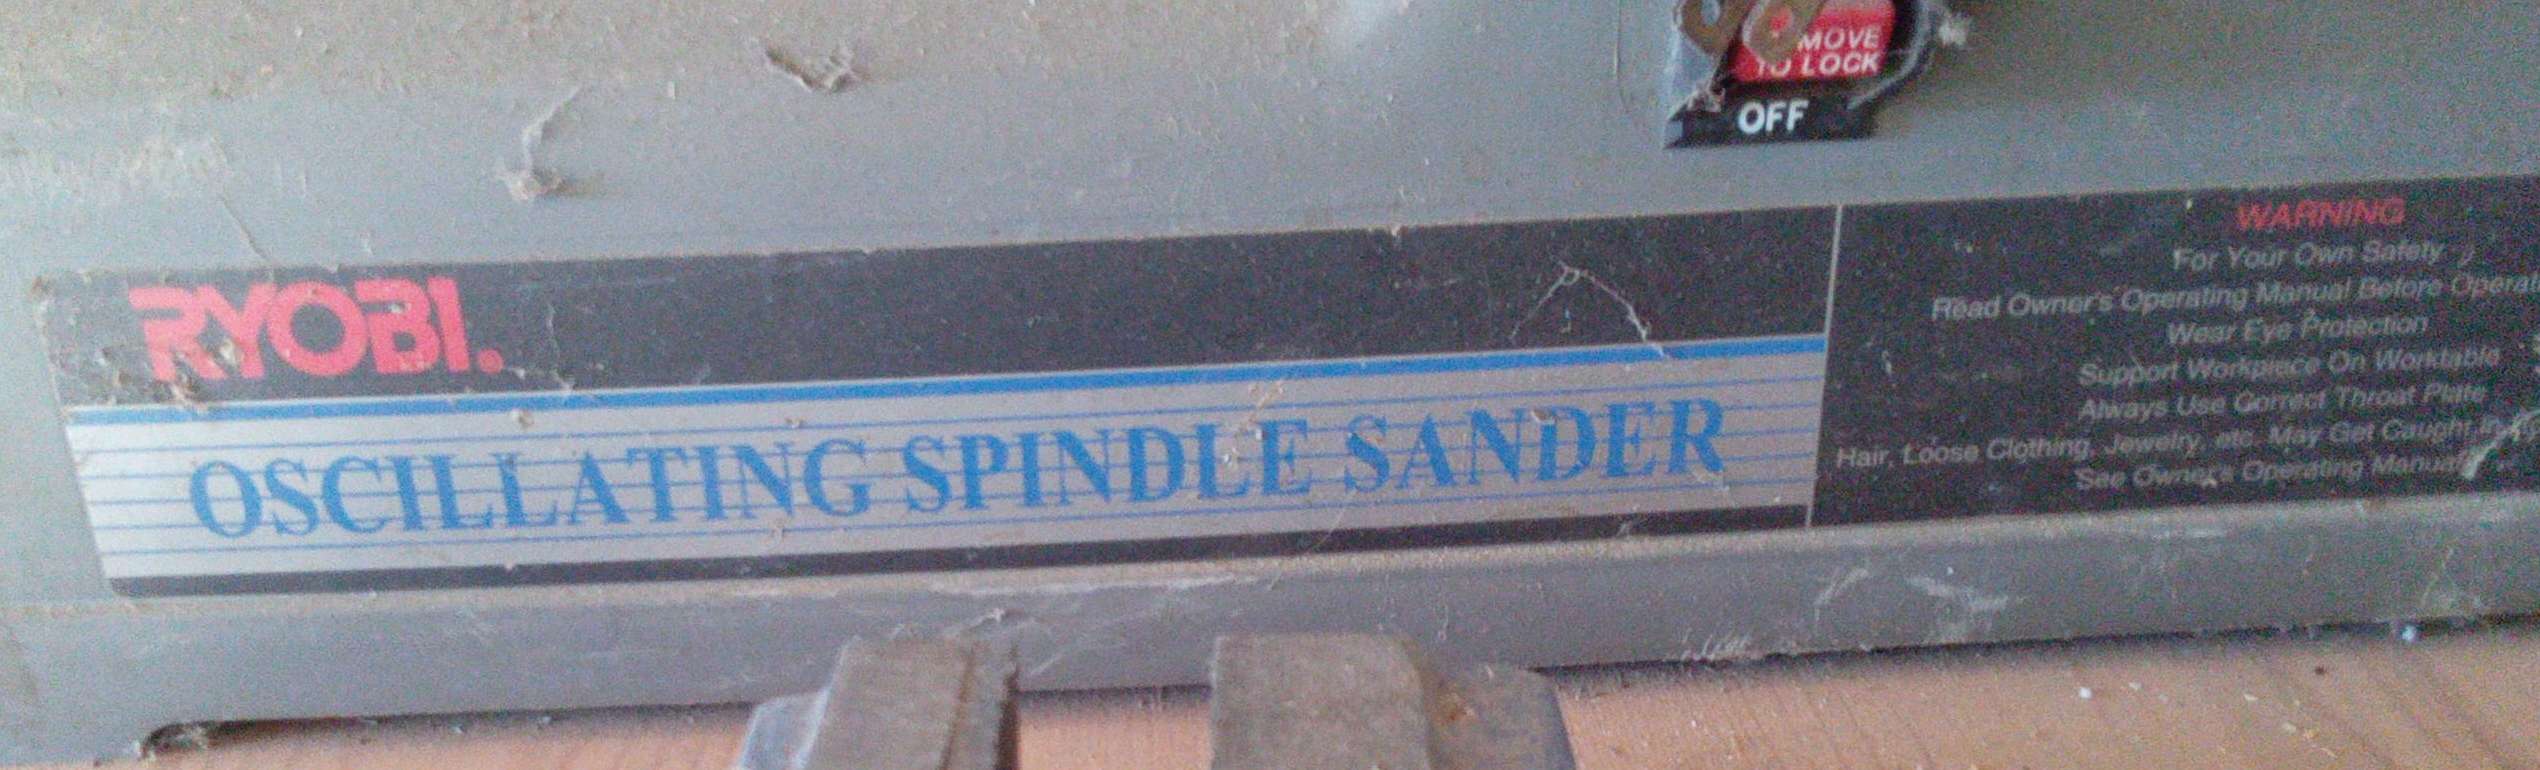 MOVE
TO LOCK
OFF
RYOBI.
OSCILLATING SPINDLE SANDER
WARNING
For Your Own Safety
Read Owner's Operating Manual Before
Wear Eye Protection
Support Workpiece On Worktable
Always Use Correct Throat Plate
Hair, Loose Clothing, Jewelry, etc. May Get Caught
See Owner's Operating Manual